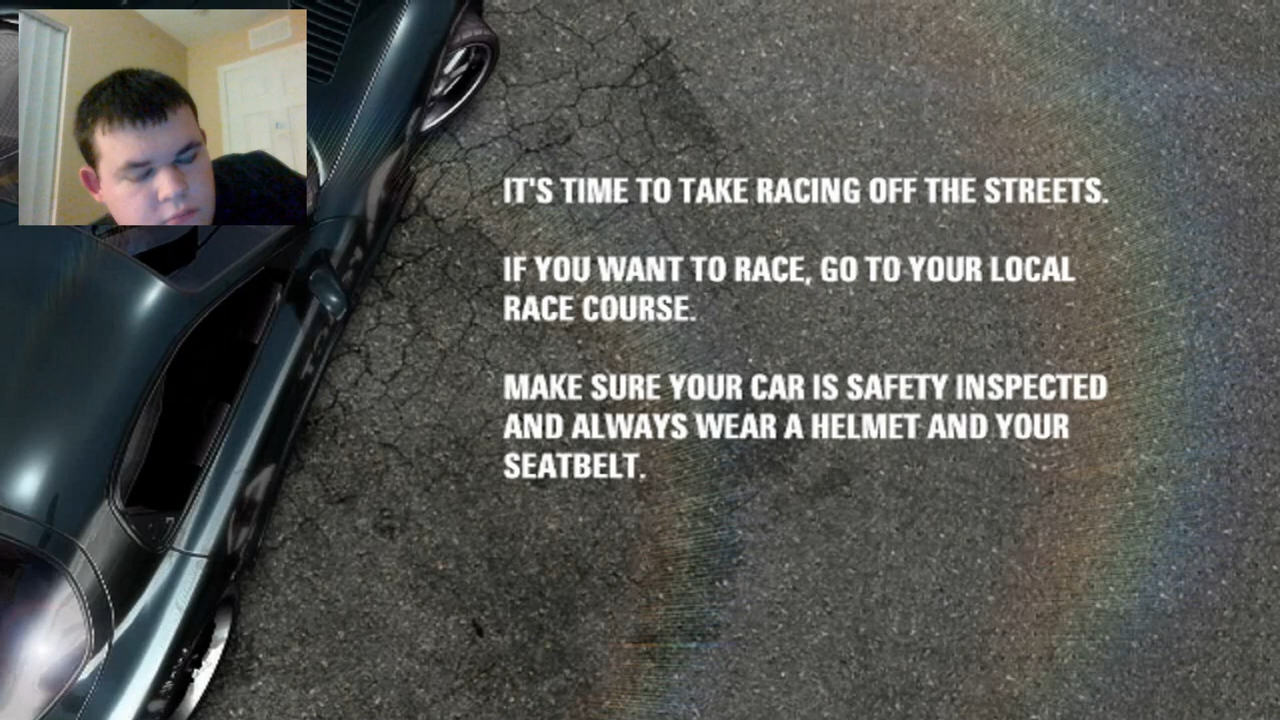 IT'S TIME TO TAKE RACING OFF THE STREETS.
IF YOU WANT TO RACE, GO TO YOUR LOCAL
RACE COURSE.
MAKE SURE YOUR CAR IS SAFETY INSPECTED
AND ALWAYS WEAR A HELMET AND YOUR
SEATBELT.